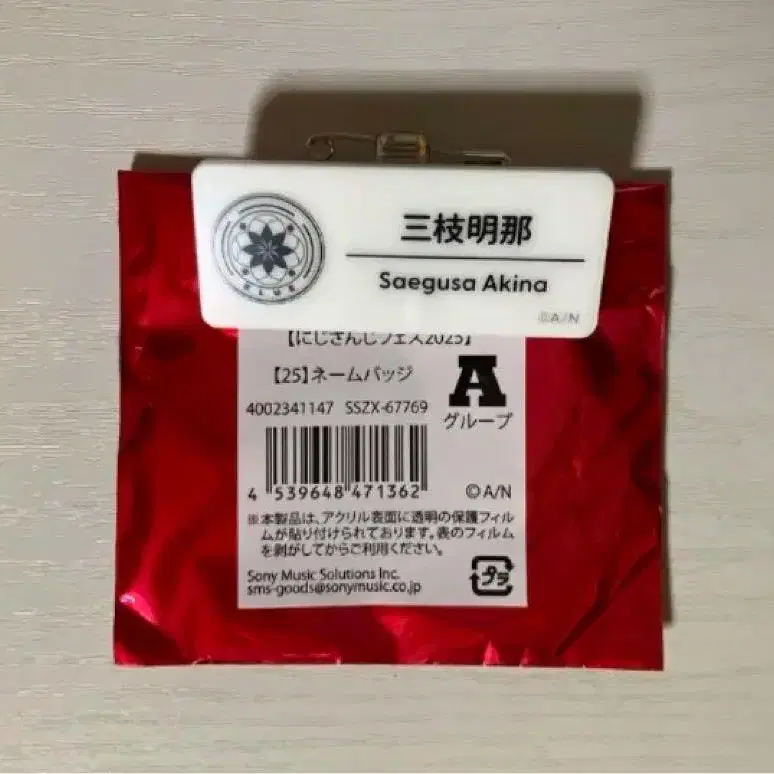 三枝明那
Saegusa Akina
BLUE
©A/N
【にじさんじフェス2025】
【25】ネームバッジ
A
グループ
4002341147 SSZX-67769
4 539648 471362
©A/N
※本製品は、アクリル表面に透明の保護フィル
ムが貼り付けられております。表のフィルム
を剥がしてからご利用ください。
Sony Music Solutions Inc.
sms-goods@sonymusic.co.jp
プラ